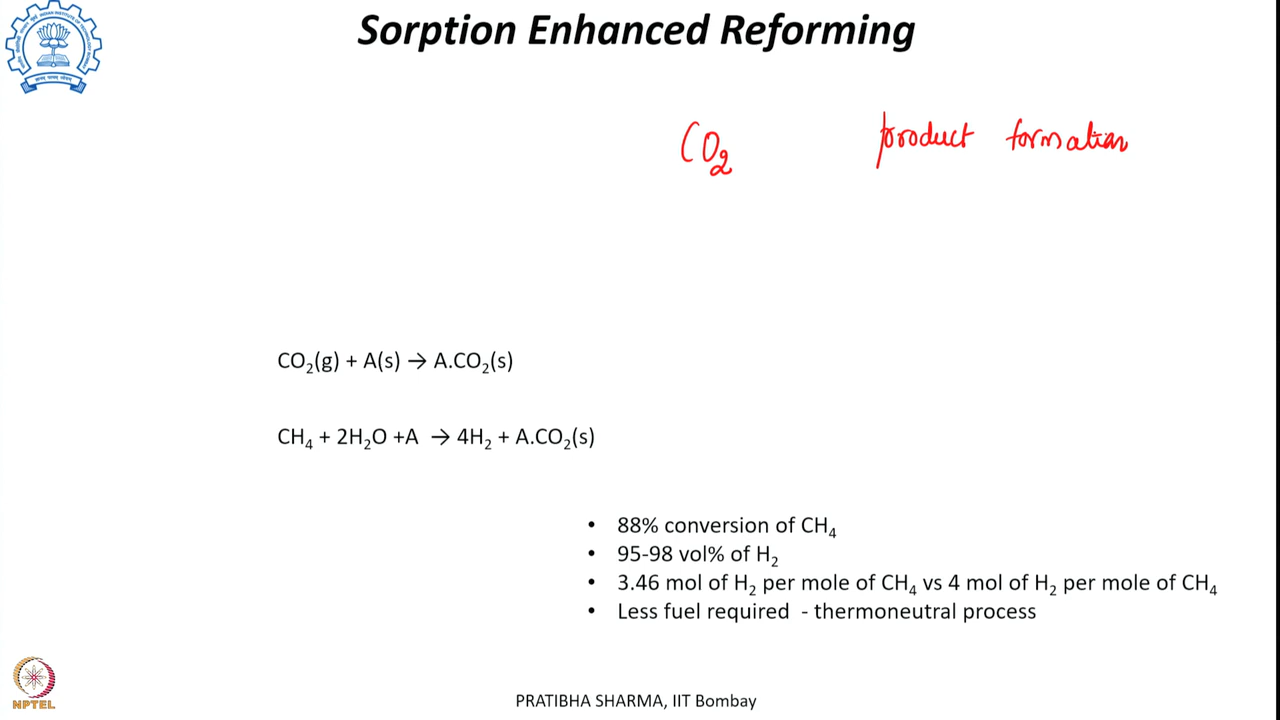 Sorption Enhanced Reforming
CO₂ product formation
CO₂(g) + A(s) → A.CO₂(s)
CH₄ + 2H₂O +A → 4H₂ + A.CO₂(s)
• 88% conversion of CH₄
• 95-98 vol% of H₂
• 3.46 mol of H₂ per mole of CH₄ vs 4 mol of H₂ per mole of CH₄
• Less fuel required - thermoneutral process
NPTEL
PRATIBHA SHARMA, IIT Bombay